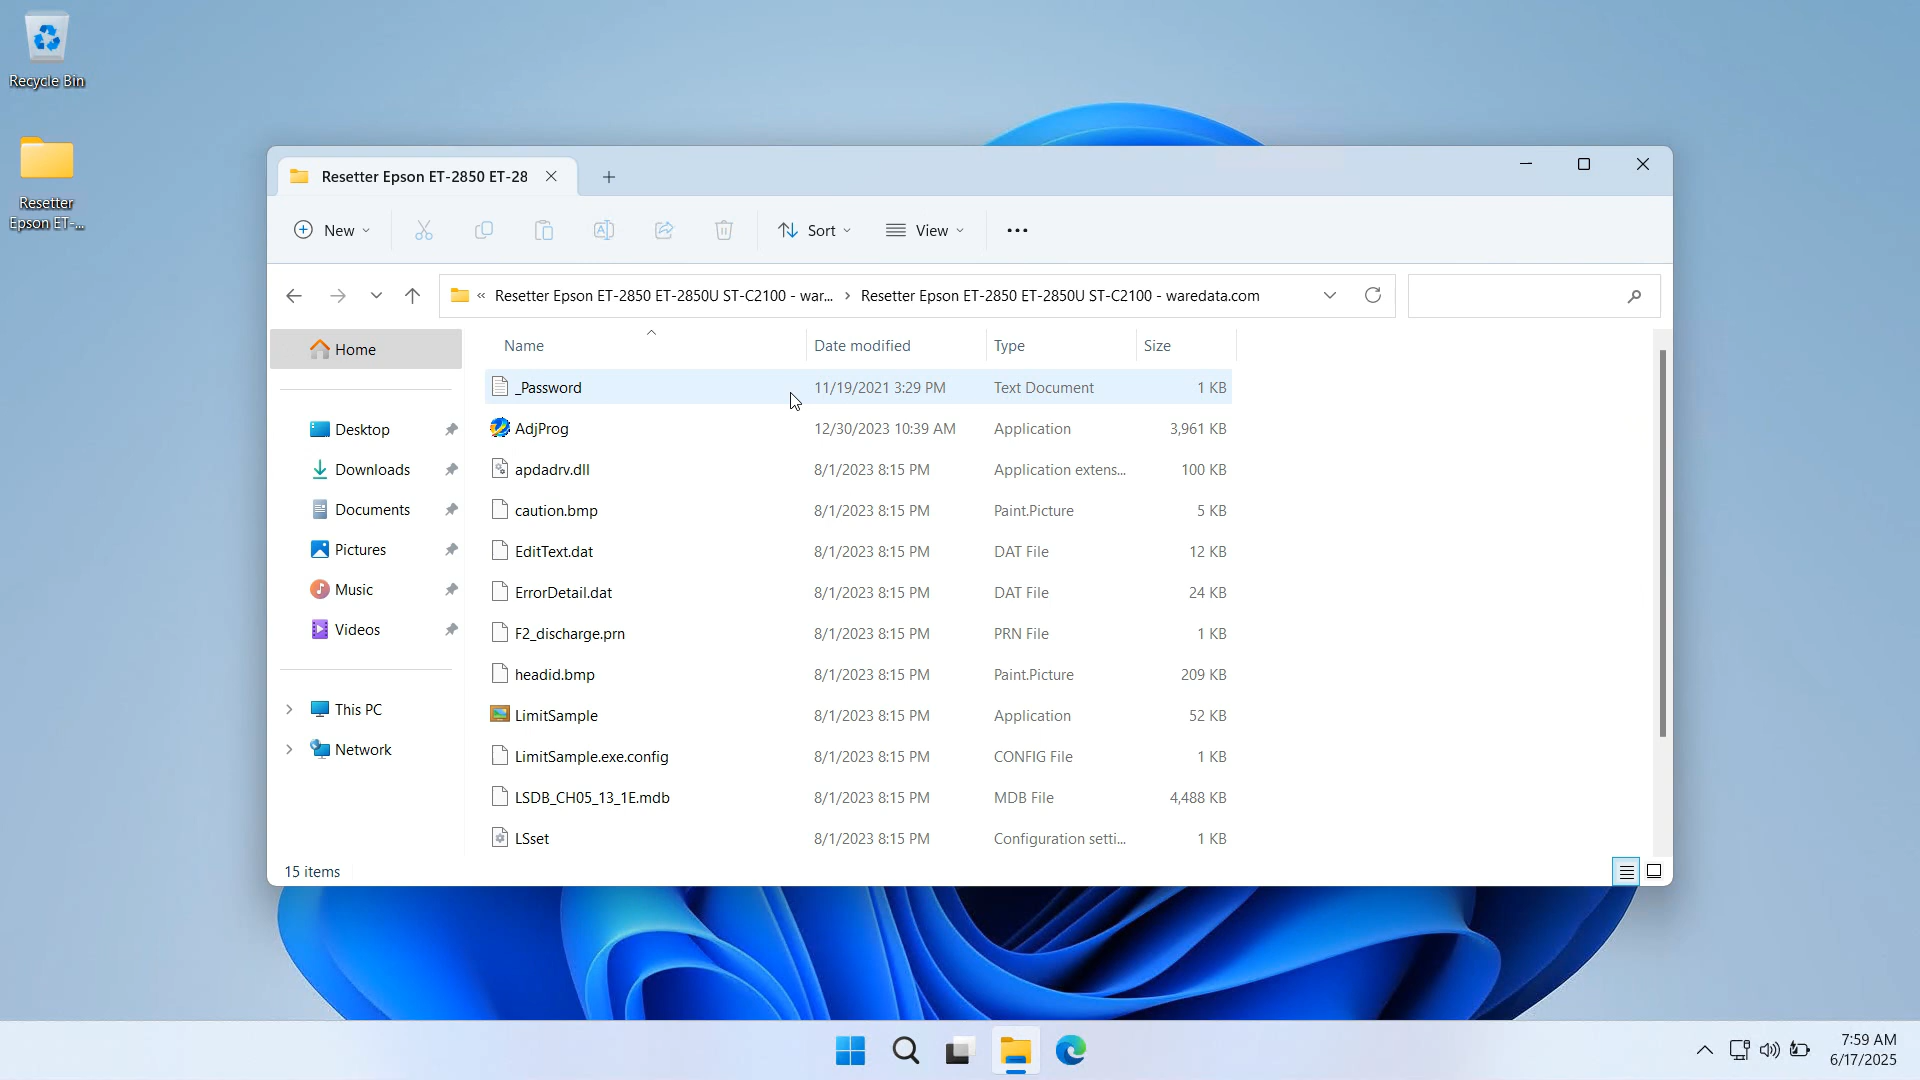 Recycle Bin
Resetter
Epson ET-...
Resetter Epson ET-2850 ET-28
New
Sort
View
« Resetter Epson ET-2850 ET-2850U ST-C2100 - war... › Resetter Epson ET-2850 ET-2850U ST-C2100 - waredata.com
Home
Desktop
Downloads
Documents
Pictures
Music
Videos
This PC
Network
Name Date modified Type Size
_Password 11/19/2021 3:29 PM Text Document 1 KB
AdjProg 12/30/2023 10:39 AM Application 3,961 KB
apdadrv.dll 8/1/2023 8:15 PM Application extens... 100 KB
caution.bmp 8/1/2023 8:15 PM Paint.Picture 5 KB
EditText.dat 8/1/2023 8:15 PM DAT File 12 KB
ErrorDetail.dat 8/1/2023 8:15 PM DAT File 24 KB
F2_discharge.prn 8/1/2023 8:15 PM PRN File 1 KB
headid.bmp 8/1/2023 8:15 PM Paint.Picture 209 KB
LimitSample 8/1/2023 8:15 PM Application 52 KB
LimitSample.exe.config 8/1/2023 8:15 PM CONFIG File 1 KB
LSDB_CH05_13_1E.mdb 8/1/2023 8:15 PM MDB File 4,488 KB
LSset 8/1/2023 8:15 PM Configuration setti... 1 KB
15 items
7:59 AM
6/17/2025